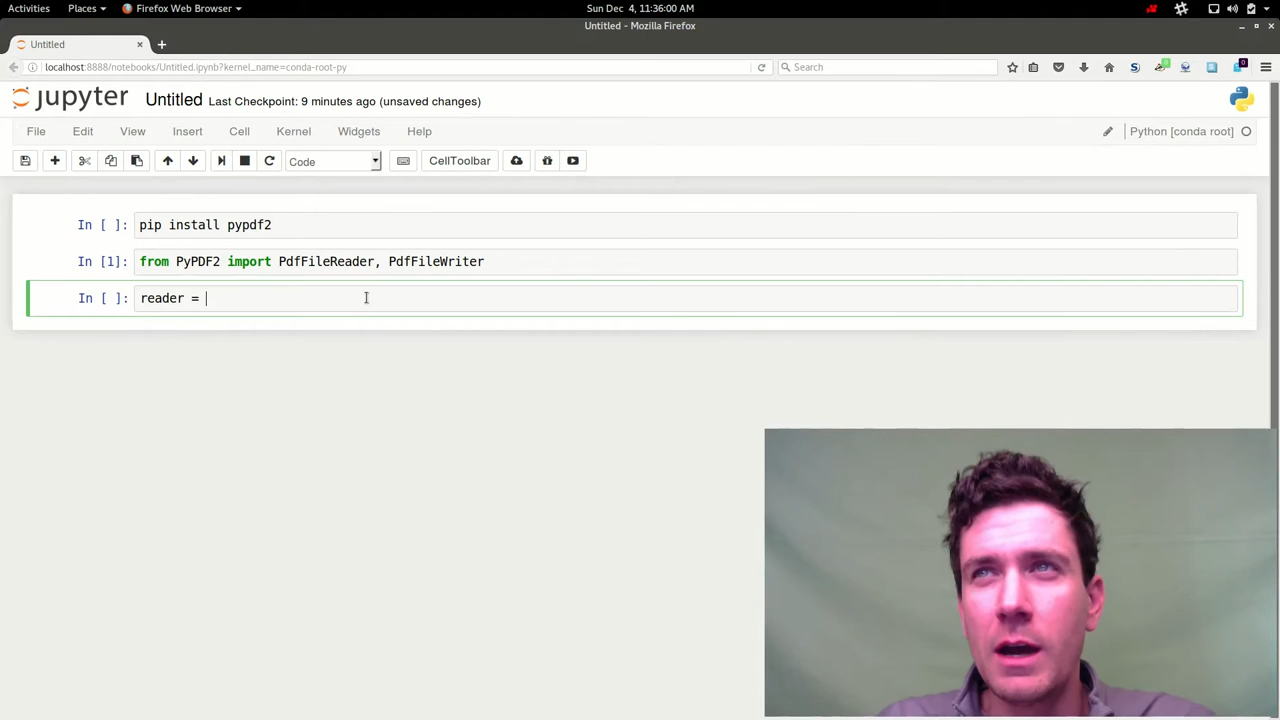 Activities Places Firefox Web Browser Sun Dec 4, 11:36:00 AM
Untitled - Mozilla Firefox
Untitled
localhost:8888/notebooks/Untitled.ipynb?kernel_name=conda-root-py Search 0 0
jupyter Untitled Last Checkpoint: 9 minutes ago (unsaved changes)
File Edit View Insert Cell Kernel Widgets Help Python [conda root]
Code CellToolbar
In [ ]: pip install pypdf2
In [1]: from PyPDF2 import PdfFileReader, PdfFileWriter
In [ ]: reader =